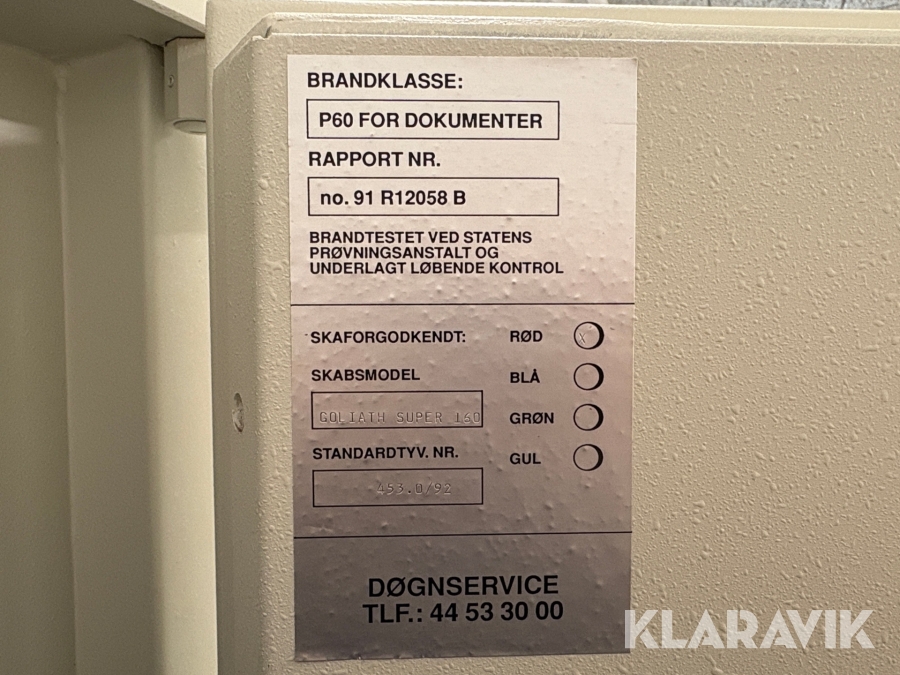 BRANDKLASSE:
P60 FOR DOKUMENTER
RAPPORT NR.
no. 91 R12058 B
BRANDTESTET VED STATENS
PRØVNINGSANSTALT OG
UNDERLAGT LØBENDE KONTROL
SKAFORGODKENDT:
RØD X
BLÅ
GRØN
GUL
SKABSMODEL
GOLIATH SUPER 160
STANDARDTYV. NR.
453.0/92
DØGNSERVICE
TLF.: 44 53 30 00
KLARAVIK